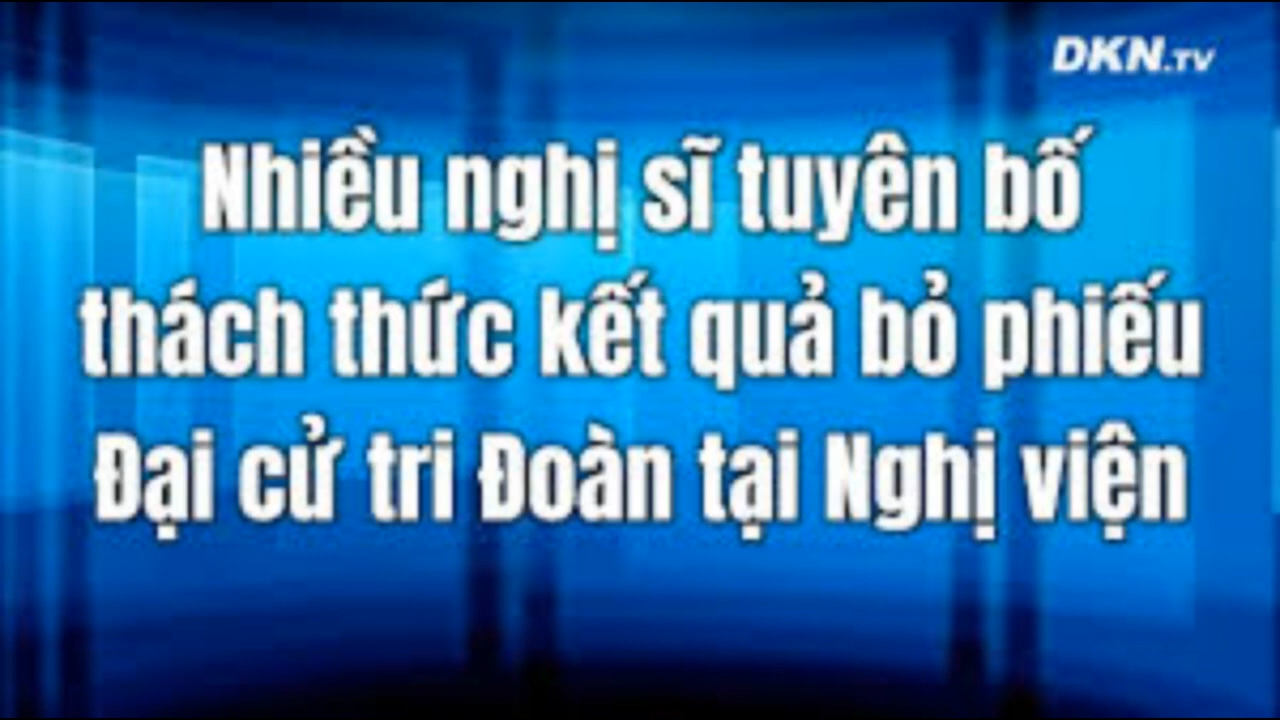 DKN.TV
Nhiều nghị sĩ tuyên bố
thách thức kết quả bỏ phiếu
Đại cử tri Đoàn tại Nghị viện